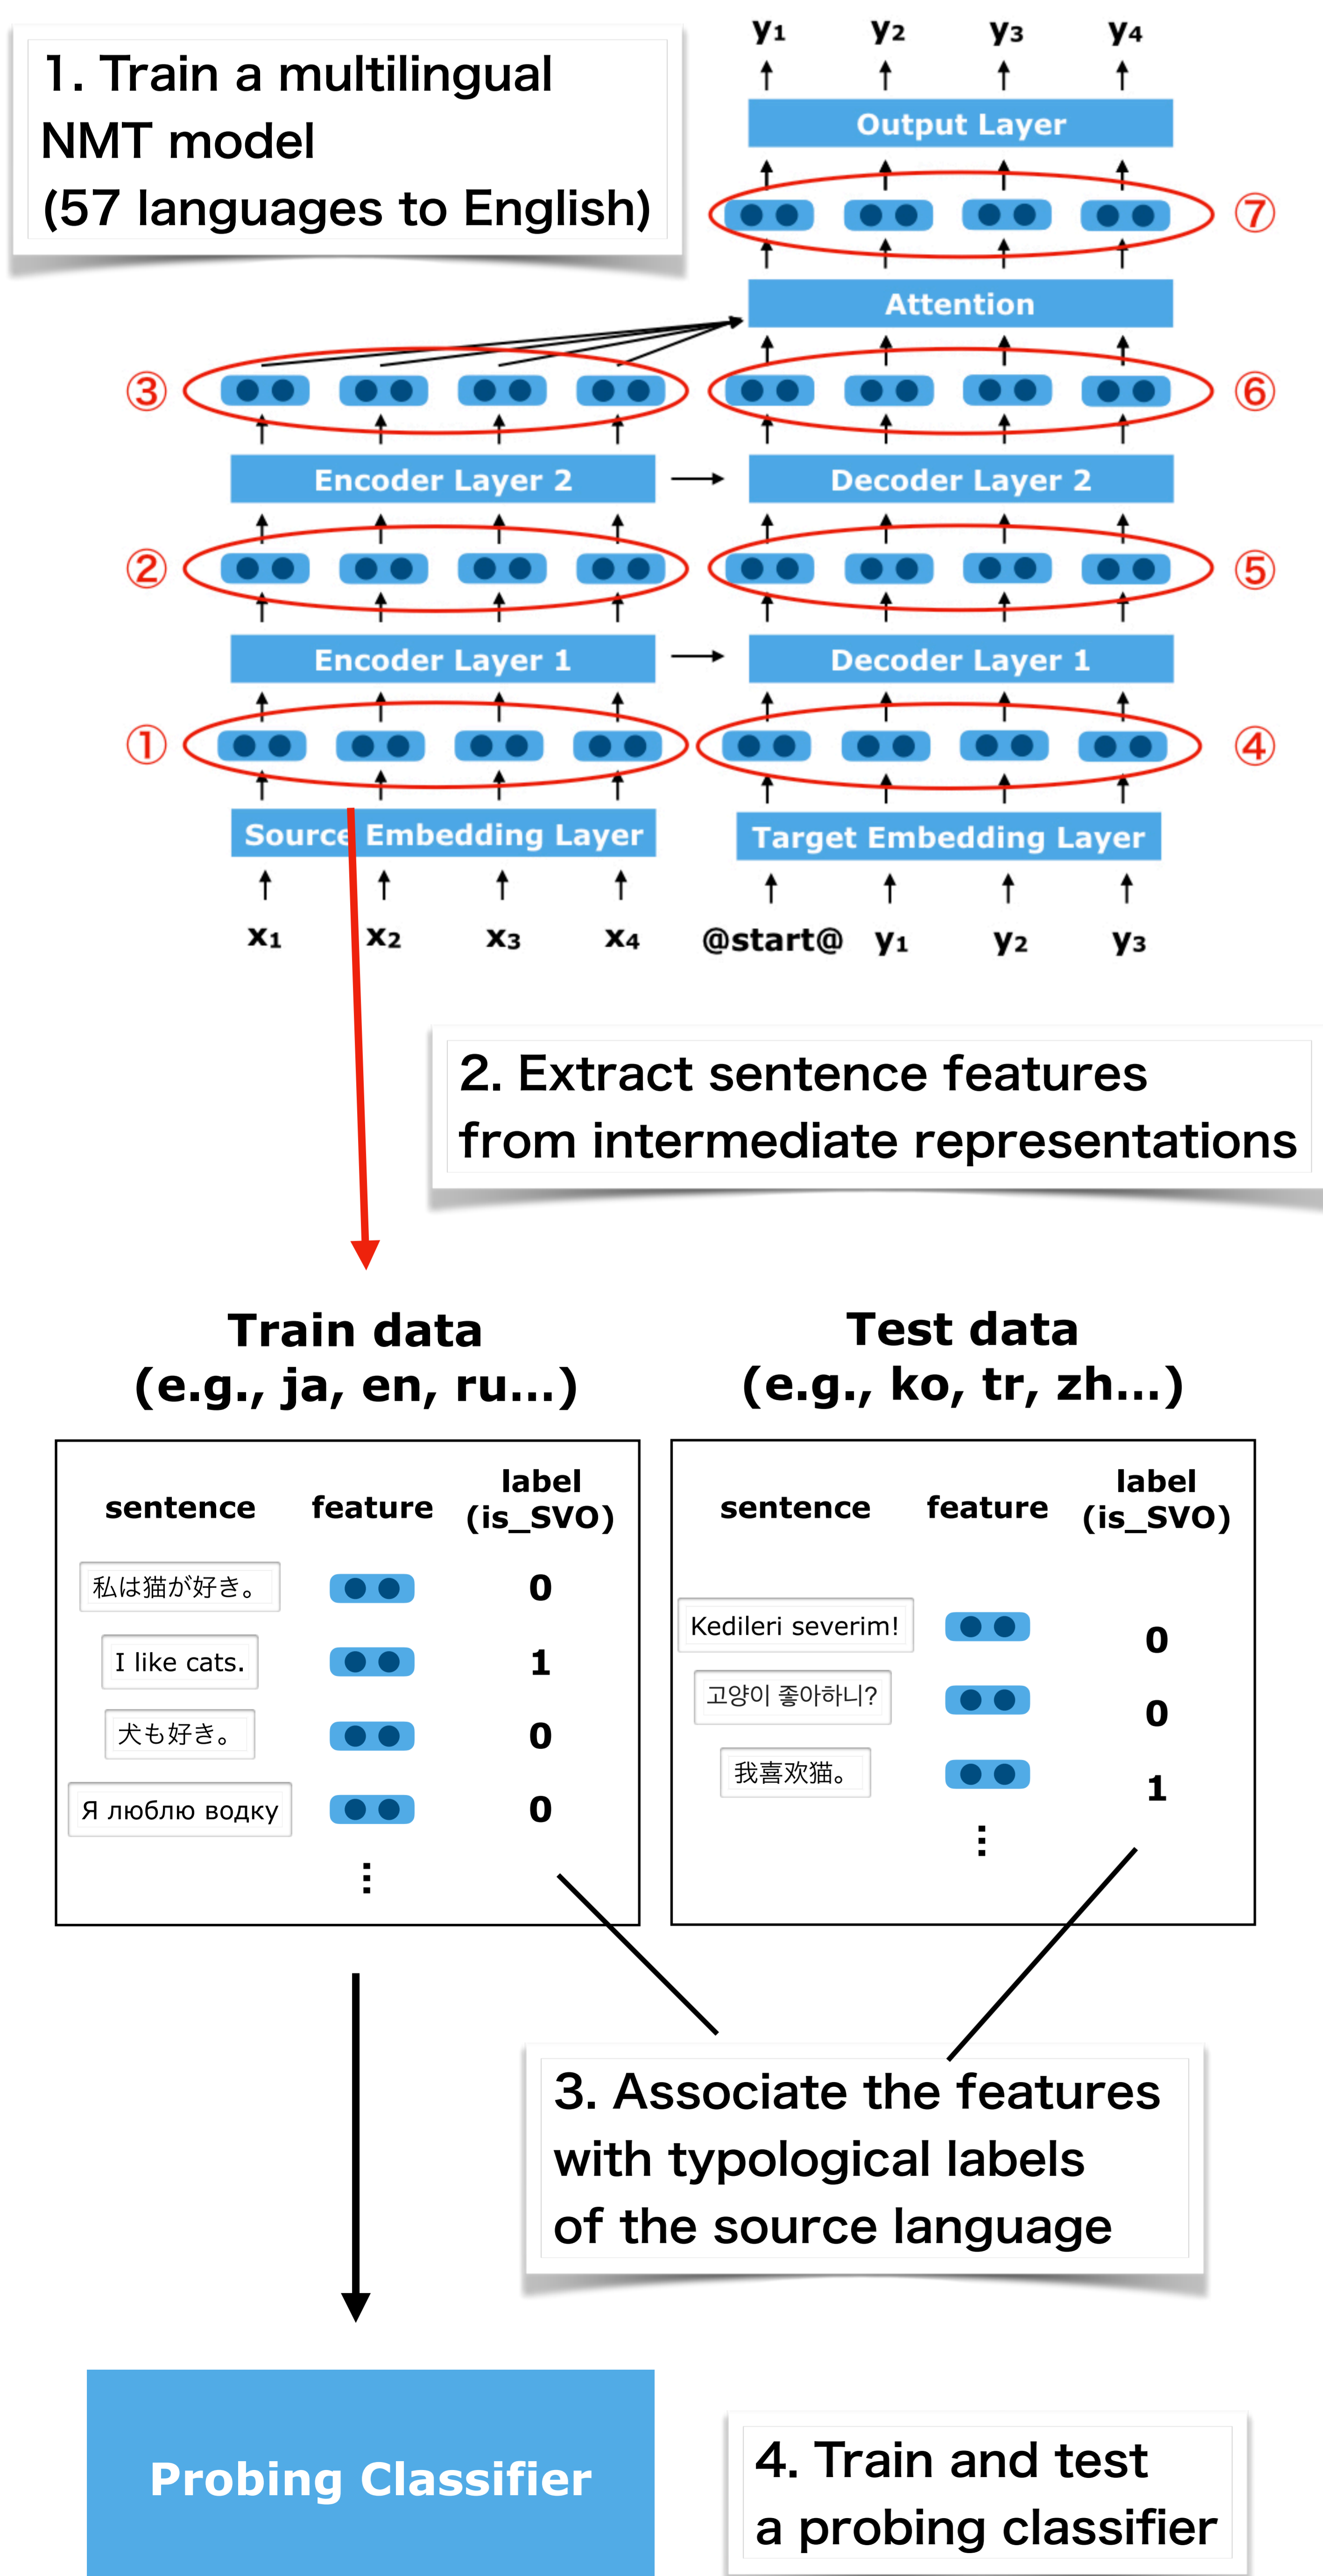 1. Train a multilingual
NMT model
(57 languages to English)
y1 y2 y3 y4
Output Layer
⑦
Attention
③ ⑥
Encoder Layer 2 Decoder Layer 2
② ⑤
Encoder Layer 1 Decoder Layer 1
① ④
Source Embedding Layer Target Embedding Layer
x1 x2 x3 x4 @start@ y1 y2 y3
2. Extract sentence features
from intermediate representations
Train data
(e.g., ja, en, ru...)
sentence feature label
(is_SVO)
私は猫が好き。 0
I like cats. 1
犬も好き。 0
Я люблю водку 0
⋮
Test data
(e.g., ko, tr, zh...)
sentence feature label
(is_SVO)
Kedileri severim! 0
고양이 좋아하니? 0
我喜欢猫。 1
⋮
3. Associate the features
with typological labels
of the source language
Probing Classifier
4. Train and test
a probing classifier